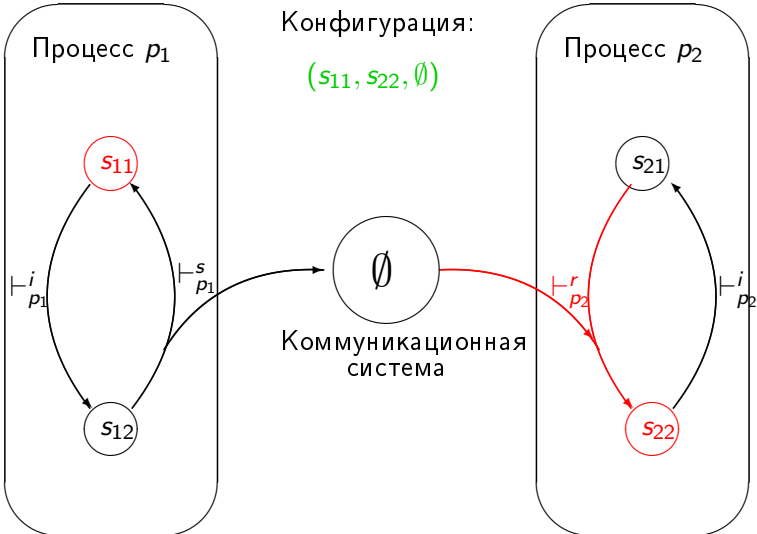 Конфигурация:
Процесс p₁
Процесс p₂
(s₁₁, s₂₂, ∅)
s₁₁
s₂₁
⊢ⁱₚ₁
⊢ˢₚ₁
∅
⊢ʳₚ₂
⊢ⁱₚ₂
Коммуникационная
система
s₁₂
s₂₂